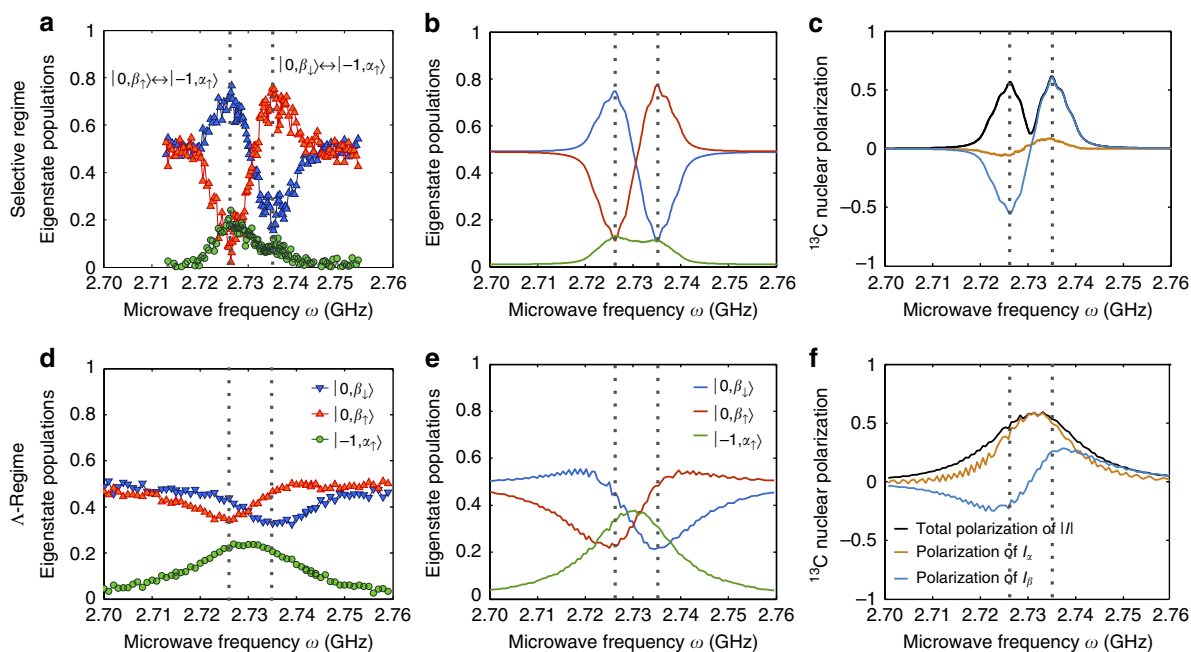 a
Selective regime
Eigenstate populations
1
0.8
0.6
0.4
0.2
0
|0,β↑⟩↔|−1,α↑⟩
|0,β↓⟩↔|−1,α↑⟩
2.70 2.71 2.72 2.73 2.74 2.75 2.76
Microwave frequency ω (GHz)
b
Eigenstate populations
1
0.8
0.6
0.4
0.2
0
2.70 2.71 2.72 2.73 2.74 2.75 2.76
Microwave frequency ω (GHz)
c
¹³C nuclear polarization
1
0.5
0
−0.5
−1
2.70 2.71 2.72 2.73 2.74 2.75 2.76
Microwave frequency ω (GHz)
d
Λ-Regime
Eigenstate populations
1
0.8
0.6
0.4
0.2
0
|0,β↓⟩
|0,β↑⟩
|−1,α↑⟩
2.70 2.71 2.72 2.73 2.74 2.75 2.76
Microwave frequency ω (GHz)
e
Eigenstate populations
1
0.8
0.6
0.4
0.2
0
|0,β↓⟩
|0,β↑⟩
|−1,α↑⟩
2.70 2.71 2.72 2.73 2.74 2.75 2.76
Microwave frequency ω (GHz)
f
¹³C nuclear polarization
1
0.5
0
−0.5
−1
Total polarization of |I|
Polarization of Iα
Polarization of Iβ
2.70 2.71 2.72 2.73 2.74 2.75 2.76
Microwave frequency ω (GHz)